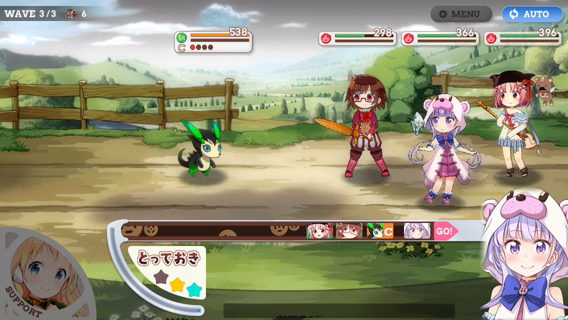 WAVE 3/3 6
MENU
AUTO
538
298
366
396
C
C
GO!
とっておき
SUPPORT